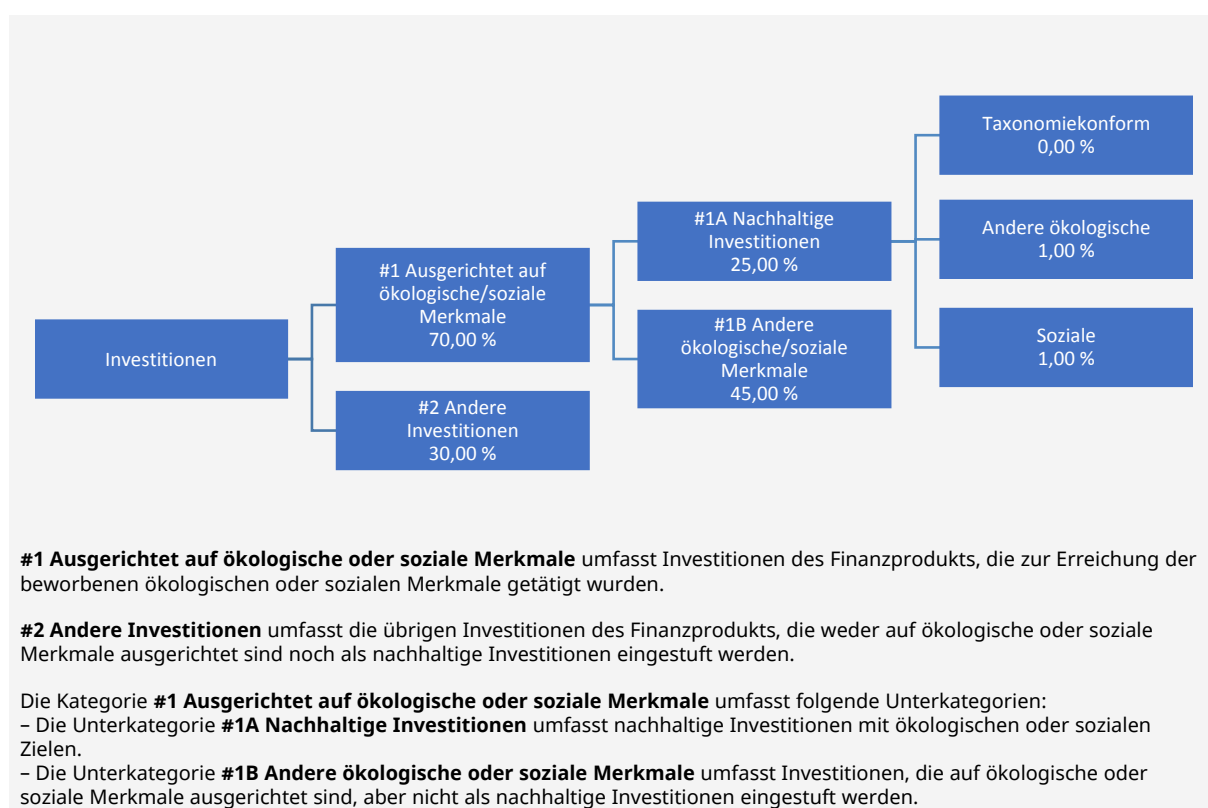 Investitionen
#1 Ausgerichtet auf
ökologische/soziale
Merkmale
70,00 %
#2 Andere
Investitionen
30,00 %
#1A Nachhaltige
Investitionen
25,00 %
#1B Andere
ökologische/soziale
Merkmale
45,00 %
Taxonomiekonform
0,00 %
Andere ökologische
1,00 %
Soziale
1,00 %
#1 Ausgerichtet auf ökologische oder soziale Merkmale umfasst Investitionen des Finanzprodukts, die zur Erreichung der
beworbenen ökologischen oder sozialen Merkmale getätigt wurden.
#2 Andere Investitionen umfasst die übrigen Investitionen des Finanzprodukts, die weder auf ökologische oder soziale
Merkmale ausgerichtet sind noch als nachhaltige Investitionen eingestuft werden.
Die Kategorie #1 Ausgerichtet auf ökologische oder soziale Merkmale umfasst folgende Unterkategorien:
– Die Unterkategorie #1A Nachhaltige Investitionen umfasst nachhaltige Investitionen mit ökologischen oder sozialen
Zielen.
– Die Unterkategorie #1B Andere ökologische oder soziale Merkmale umfasst Investitionen, die auf ökologische oder
soziale Merkmale ausgerichtet sind, aber nicht als nachhaltige Investitionen eingestuft werden.